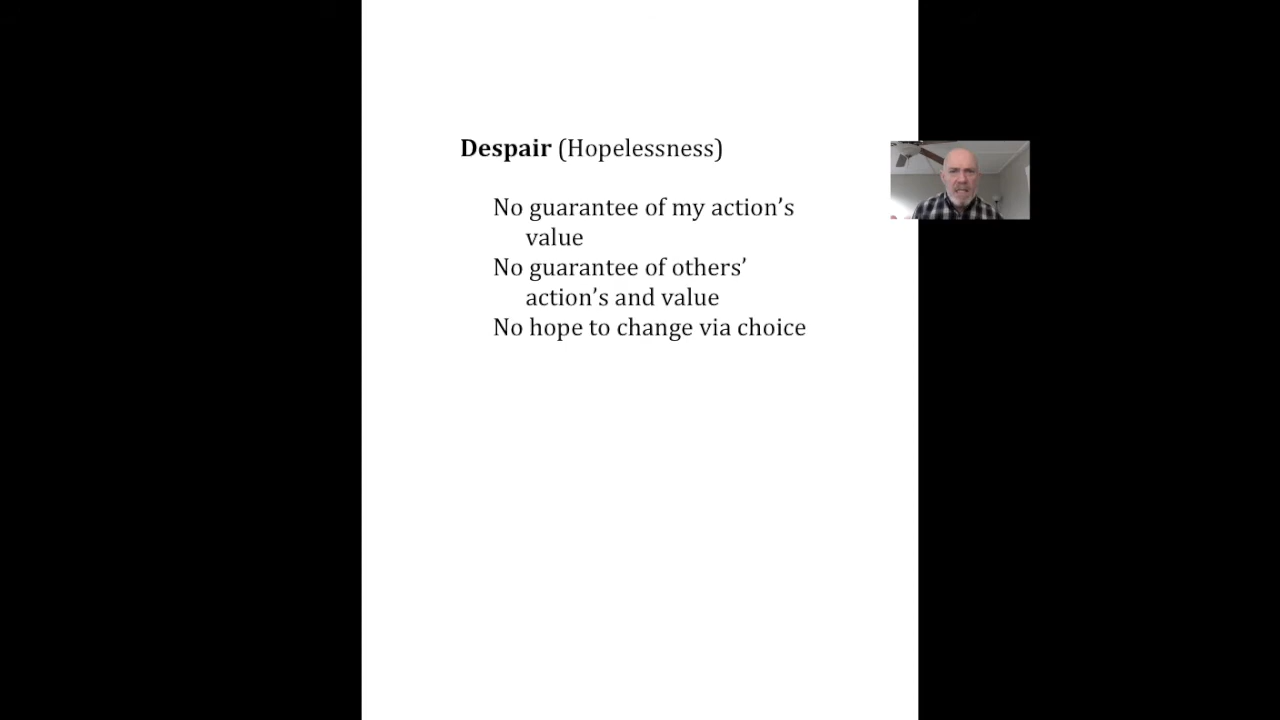 Despair (Hopelessness)
No guarantee of my action’s
value
No guarantee of others’
action’s and value
No hope to change via choice